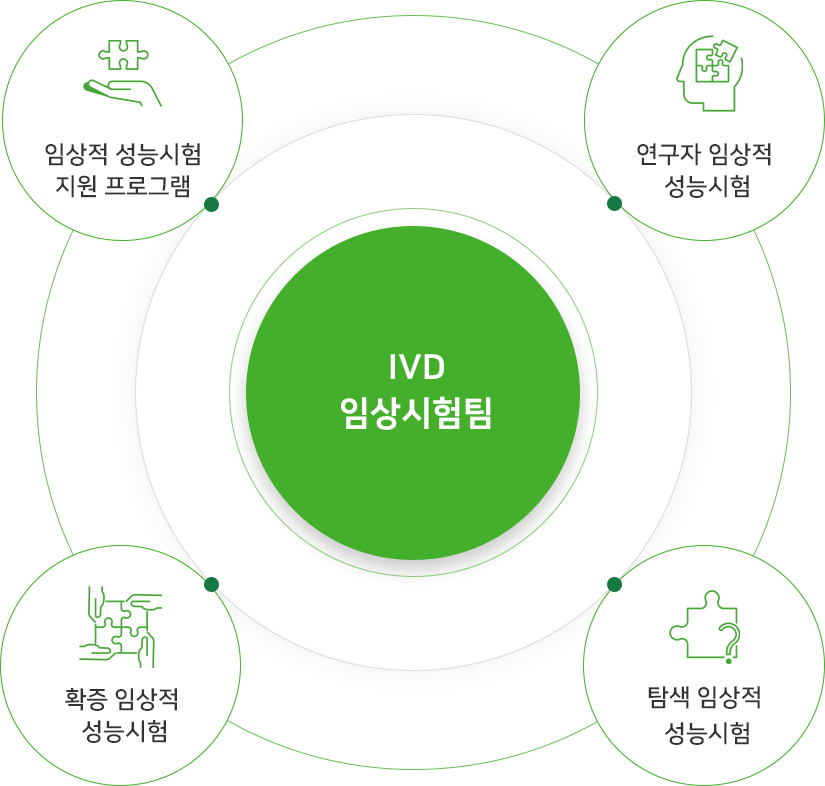 임상적 성능시험
지원 프로그램
연구자 임상적
성능시험
IVD
임상시험팀
확증 임상적
성능시험
탐색 임상적
성능시험